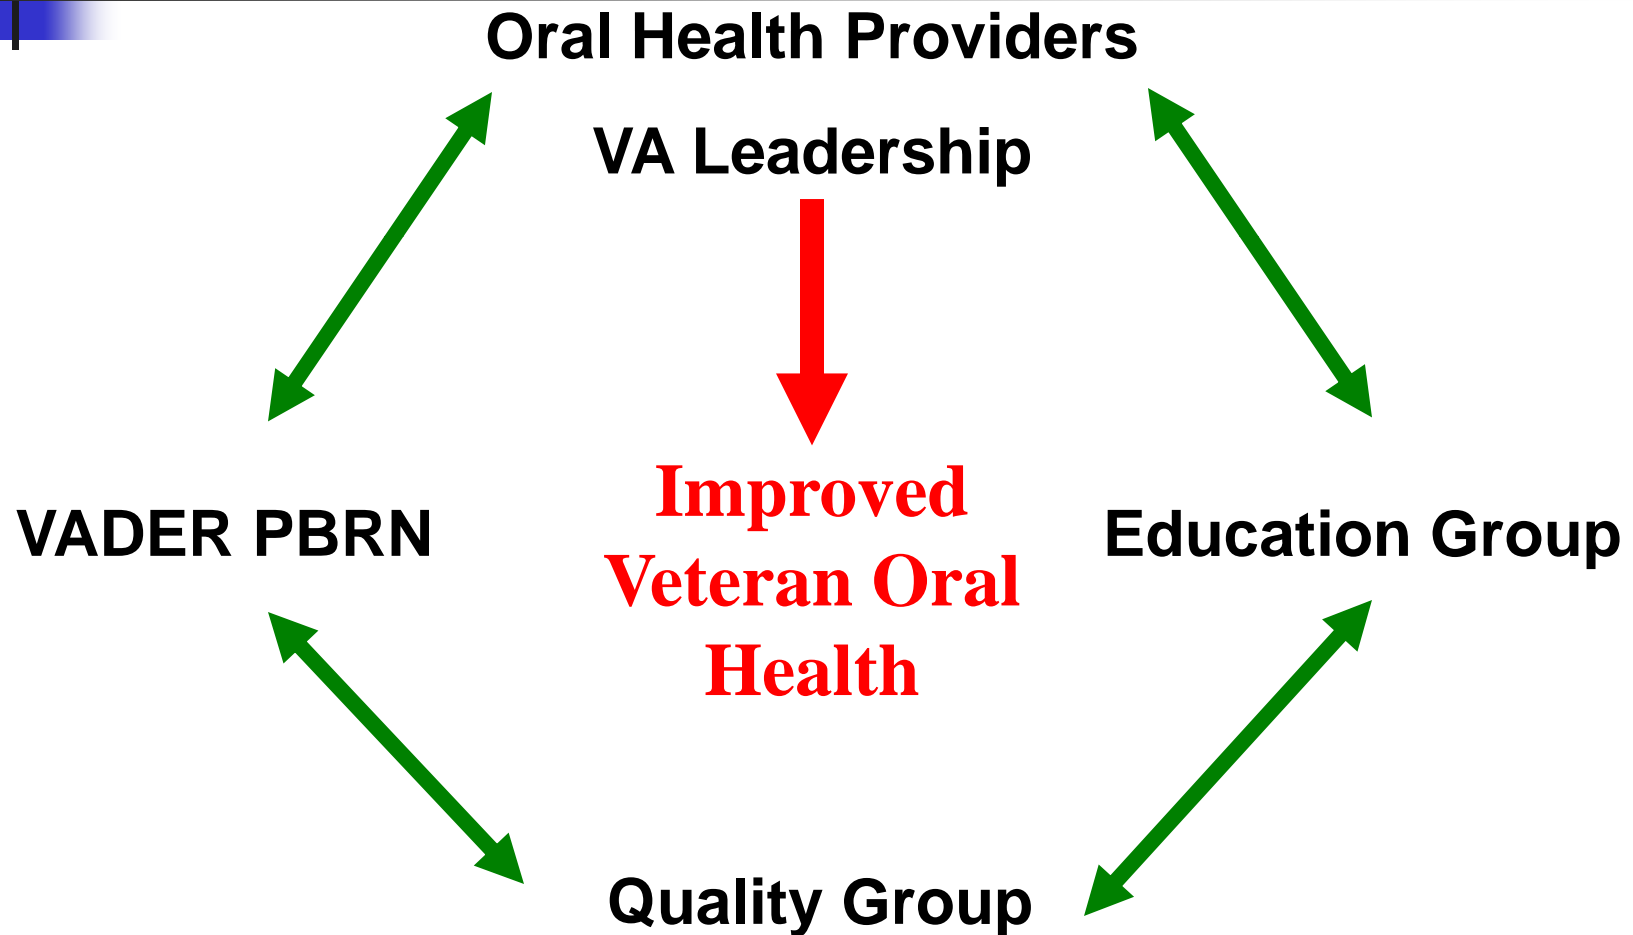 Oral Health Providers
VA Leadership
Improved
VADER PBRN
Veteran Oral
Education Group
Health
Quality Group